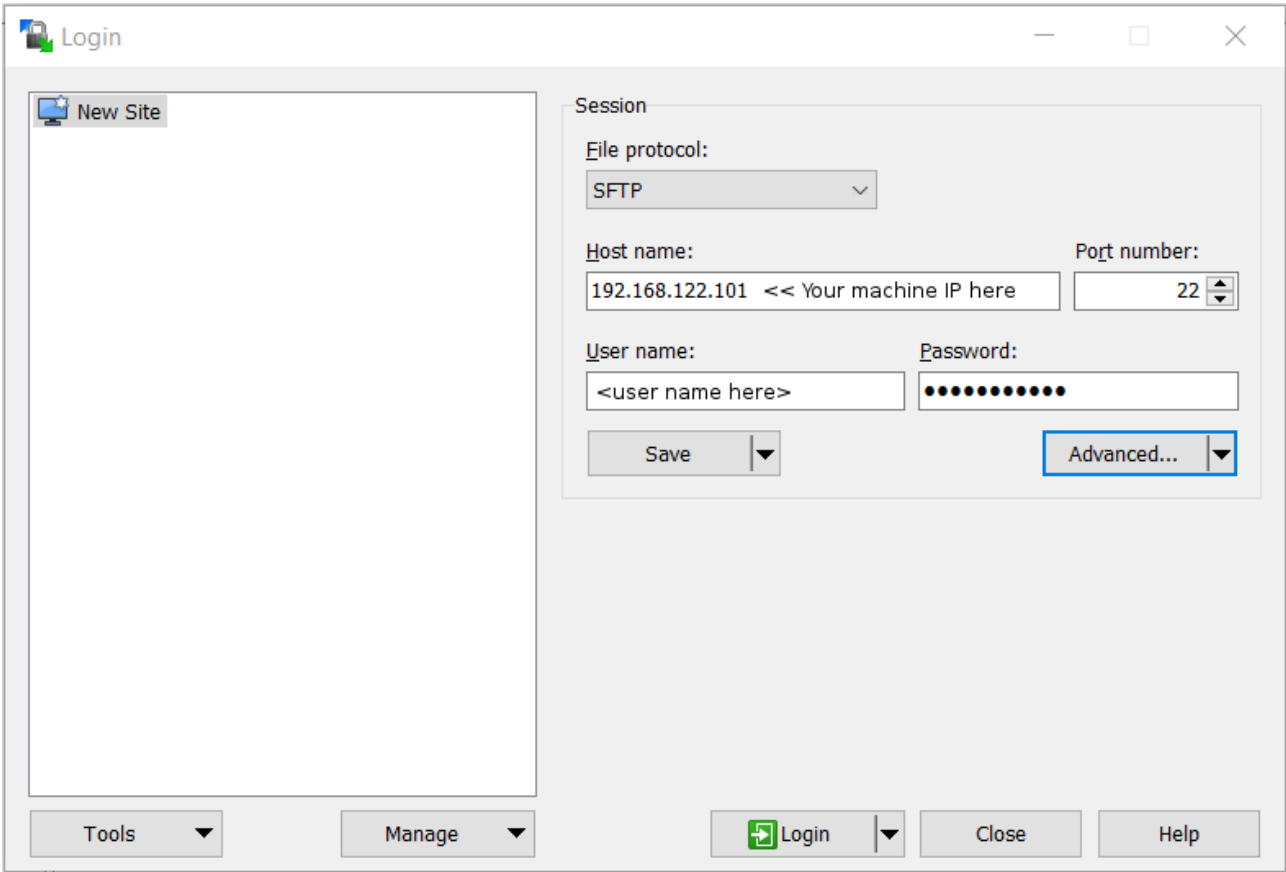 Login
New Site
Session
File protocol:
SFTP
Host name:
Port number:
192.168.122.101 << Your machine IP here
22
User name:
Password:
<user name here>
●●●●●●●●●●●
Save
Advanced...
Tools
Manage
Login
Close
Help